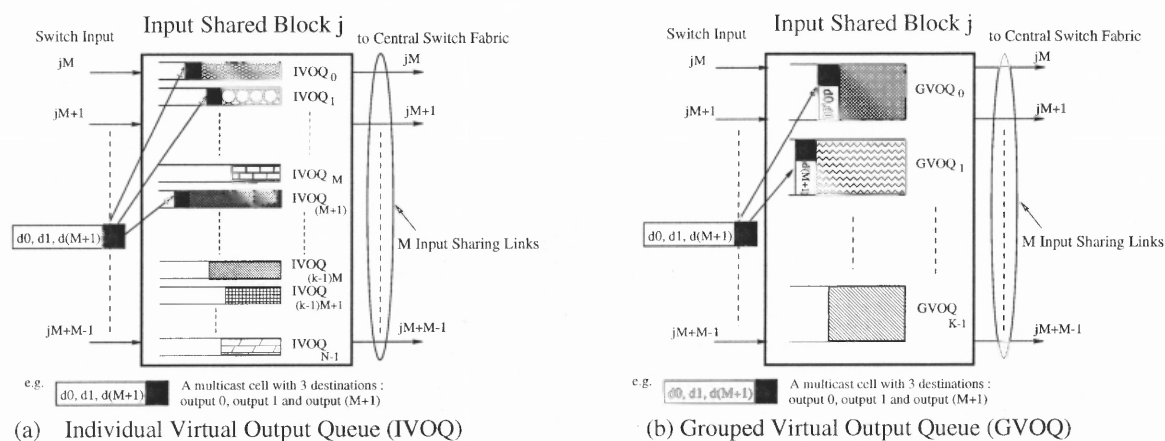 Input Shared Block j
Switch Input
to Central Switch Fabric
jM
jM
IVOQ 0
IVOQ 1
jM+1
jM+1
IVOQ M
IVOQ (M+1)
d0, d1, d(M+1)
M Input Sharing Links
IVOQ (k-1)M
IVOQ (k-1)M+1
jM+M-1
jM+M-1
IVOQ N-1
e.g.
d0, d1, d(M+1)
A multicast cell with 3 destinations :
output 0, output 1 and output (M+1)
(a) Individual Virtual Output Queue (IVOQ)
Input Shared Block j
Switch Input
to Central Switch Fabric
jM
jM
GVOQ 0
jM+1
jM+1
GVOQ 1
d(M+1)
d0, d1, d(M+1)
M Input Sharing Links
GVOQ K-1
jM+M-1
jM+M-1
e.g.
d0, d1, d(M+1)
A multicast cell with 3 destinations :
output 0, output 1 and output (M+1)
(b) Grouped Virtual Output Queue (GVOQ)